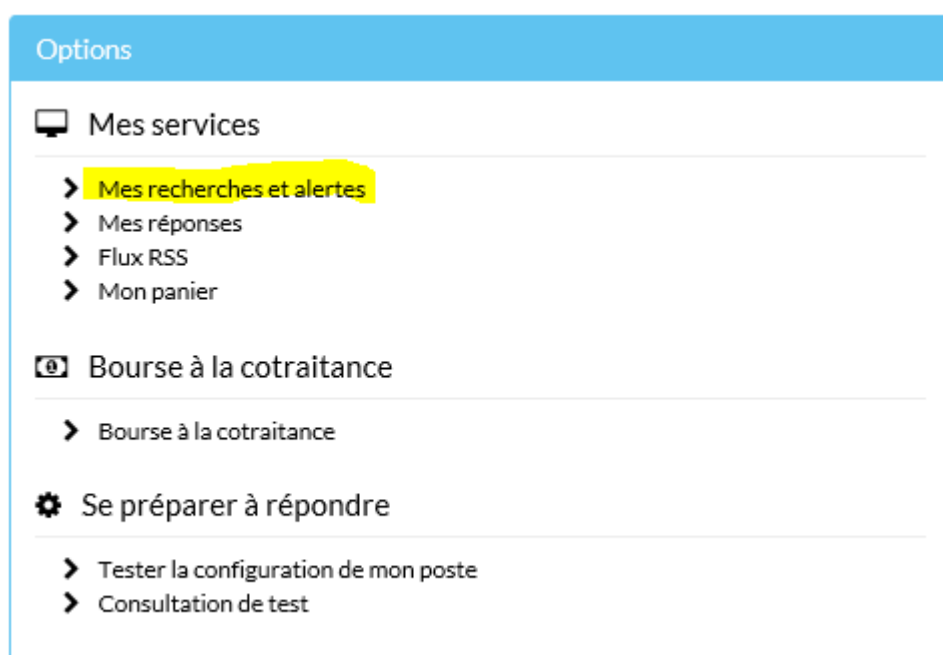 Options
Mes services
Mes recherches et alertes
Mes réponses
Flux RSS
Mon panier
Bourse à la cotraitance
Bourse à la cotraitance
Se préparer à répondre
Tester la configuration de mon poste
Consultation de test